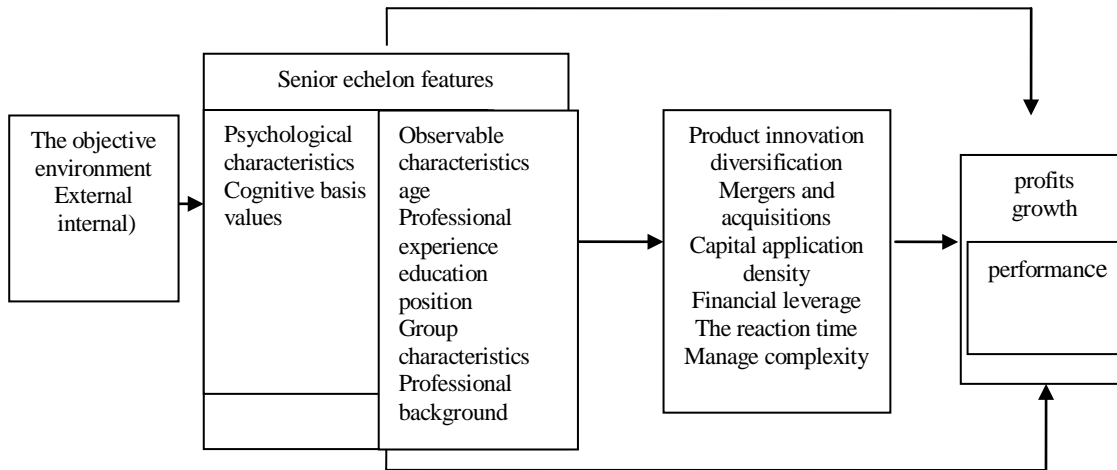 Senior echelon features
The objective
environment
External
internal)
Psychological
characteristics
Cognitive basis
values
Observable
characteristics
age
Professional
experience
education
position
Group
characteristics
Professional
background
Product innovation
diversification
Mergers and
acquisitions
Capital application
density
Financial leverage
The reaction time
Manage complexity
profits
growth
performance